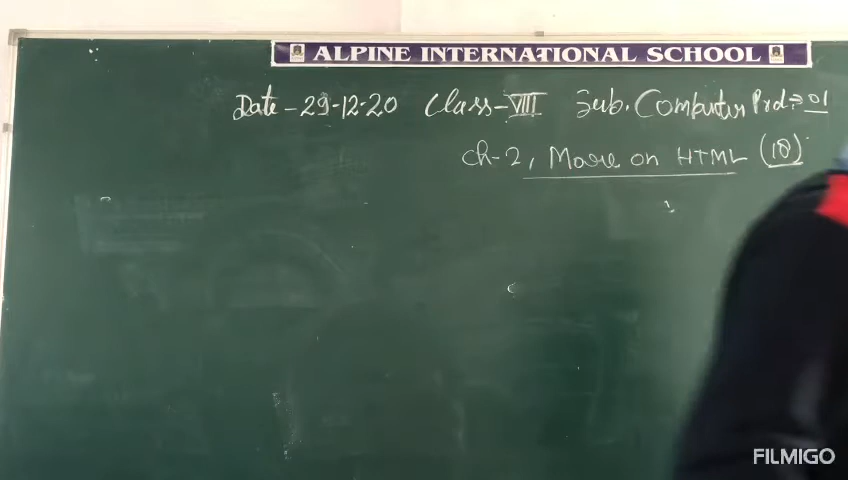 ALPINE INTERNATIONAL SCHOOL
Date - 29-12-20 Class - VIII Sub. Computer Prd → 01
Ch-2, More on HTML (18)
FILMIGO